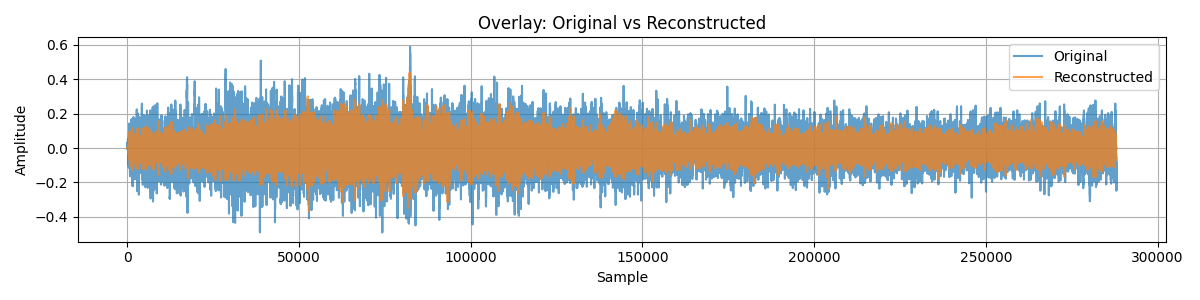 Overlay: Original vs Reconstructed
Original
Reconstructed
Amplitude
0.6
0.4
0.2
0.0
−0.2
−0.4
0 50000 100000 150000 200000 250000 300000
Sample